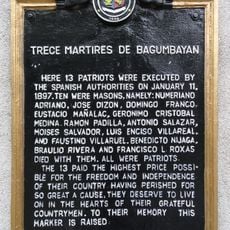 TRECE MARTIRES DE BAGUMBAYAN
HERE 13 PATRIOTS WERE EXECUTED BY
THE SPANISH AUTHORITIES ON JANUARY 11,
1897. TEN WERE MASONS, NAMELY: NUMERIANO
ADRIANO, JOSE DIZON, DOMINGO FRANCO,
EUSTACIO MAÑALAC, GERONIMO CRISTOBAL
MEDINA, RAMON PADILLA, ANTONIO SALAZAR,
MOISES SALVADOR, LUIS ENCISO VILLAREAL,
AND FAUSTINO VILLARUEL, BENEDICTO NIJAGA,
BRAULIO RIVERA AND FRANCISCO L. ROXAS
DIED WITH THEM, ALL WERE PATRIOTS.
THE 13 PAID THE HIGHEST PRICE POSSI-
BLE FOR THE FREEDOM AND INDEPENDENCE
OF THEIR COUNTRY HAVING PERISHED FOR
SO GREAT A CAUSE, THEY DESERVE TO LIVE
ON IN THE HEARTS OF THEIR GRATEFUL
COUNTRYMEN. TO THEIR MEMORY THIS
MARKER IS RAISED